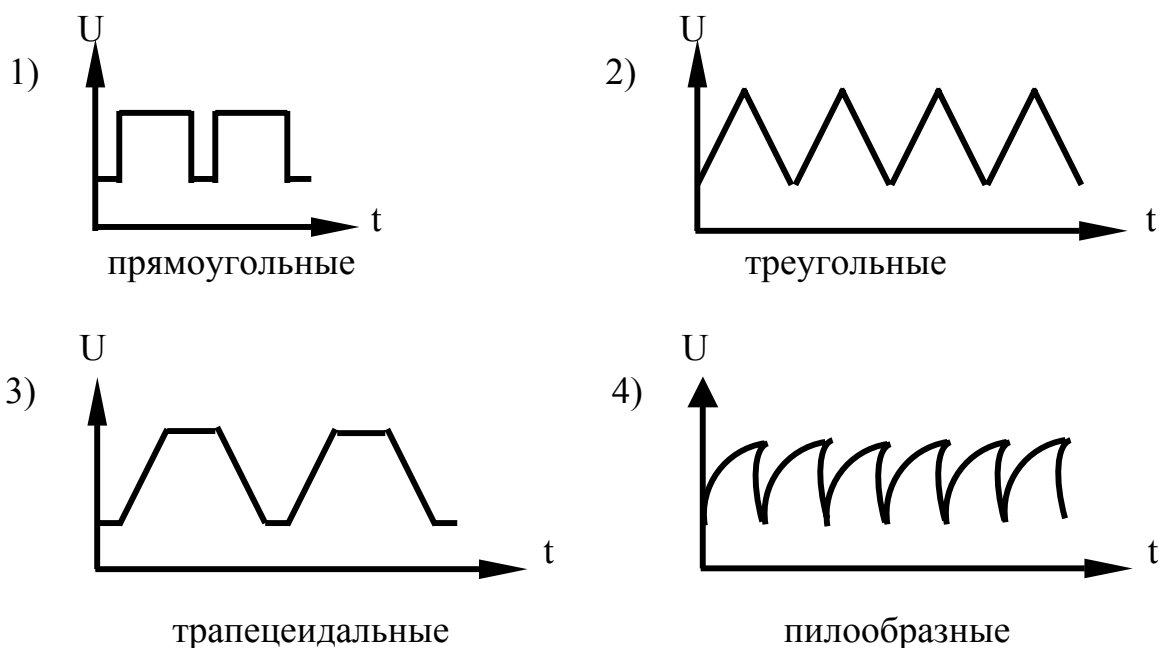 U
1)
t
прямоугольные
U
2)
t
треугольные
U
3)
t
трапецеидальные
U
4)
t
пилообразные